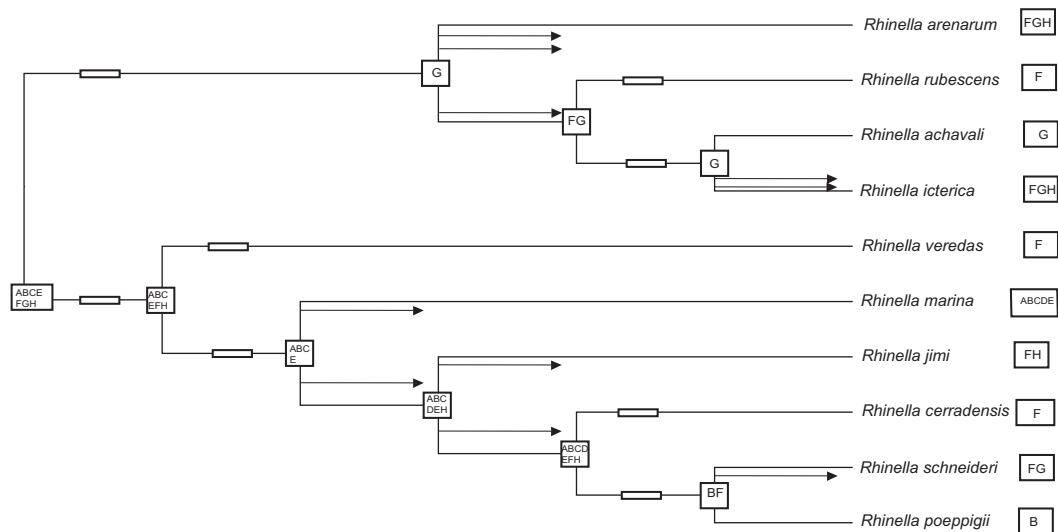 Rhinella arenarum FGH
G
Rhinella rubescens F
FG
Rhinella achavali G
G
Rhinella icterica FGH
Rhinella veredas F
ABCE
FGH
ABC
EFH
Rhinella marina ABCDE
ABC
E
Rhinella jimi FH
ABC
DEH
Rhinella cerradensis F
ABCD
EFH
Rhinella schneideri FG
BF
Rhinella poeppigii B